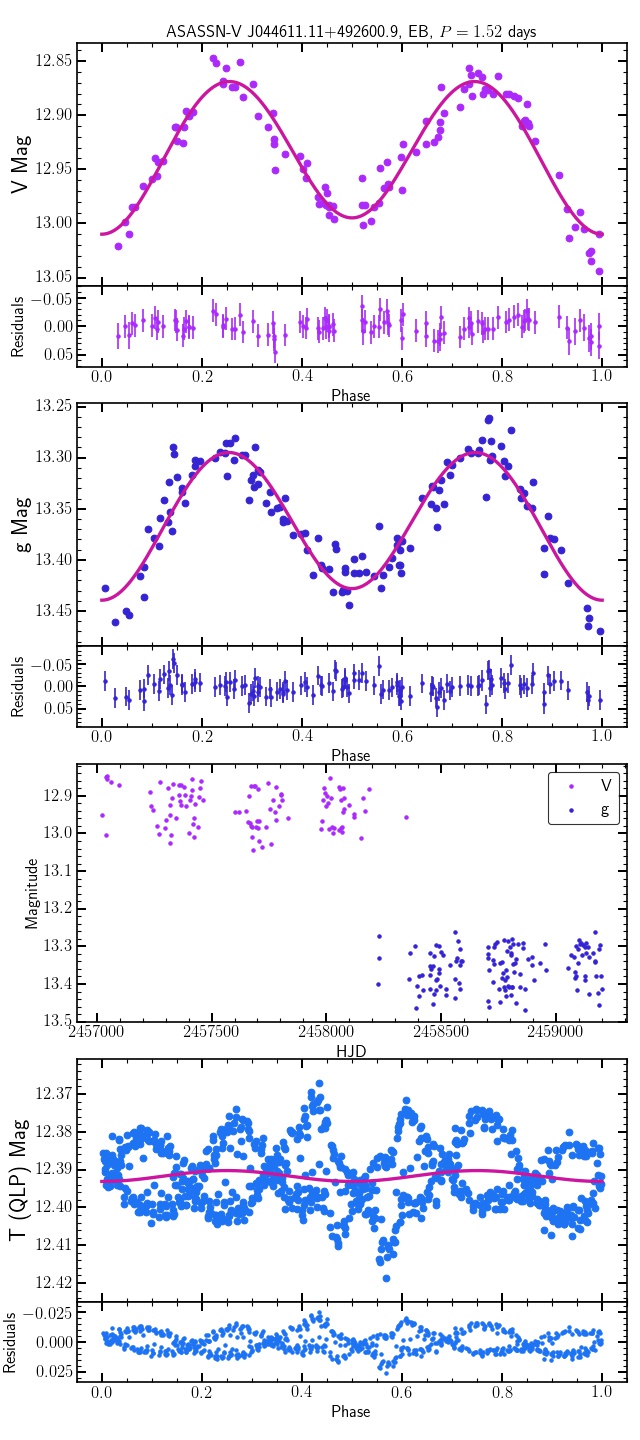 ASASSN-V J044611.11+492600.9, EB, P = 1.52 days
12.85
12.90
12.95
13.00
13.05
V Mag
−0.05
0.00
0.05
Residuals
0.0 0.2 0.4 0.6 0.8 1.0
Phase
13.25
13.30
13.35
13.40
13.45
g Mag
−0.05
0.00
0.05
Residuals
0.0 0.2 0.4 0.6 0.8 1.0
Phase
12.9
13.0
13.1
13.2
13.3
13.4
13.5
Magnitude
V
g
2457000 2457500 2458000 2458500 2459000
HJD
12.37
12.38
12.39
12.40
12.41
12.42
T (QLP) Mag
−0.025
0.000
0.025
Residuals
0.0 0.2 0.4 0.6 0.8 1.0
Phase